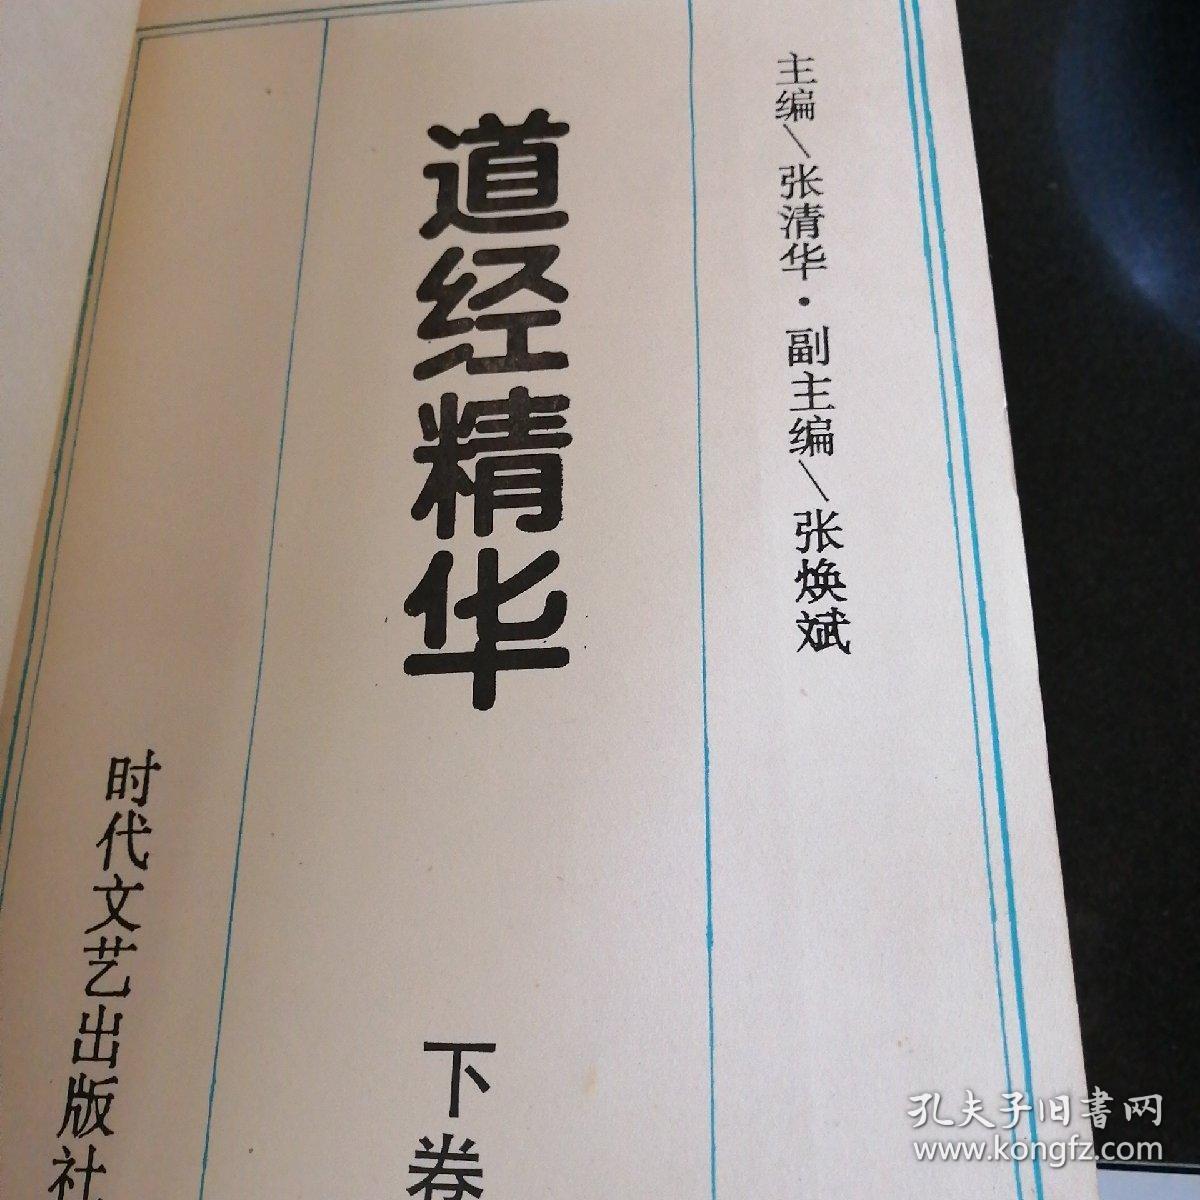 主编\张清华·副主编\张焕斌
道经精华
下卷
时代文艺出版社
孔夫子旧書网
www.kongfz.com